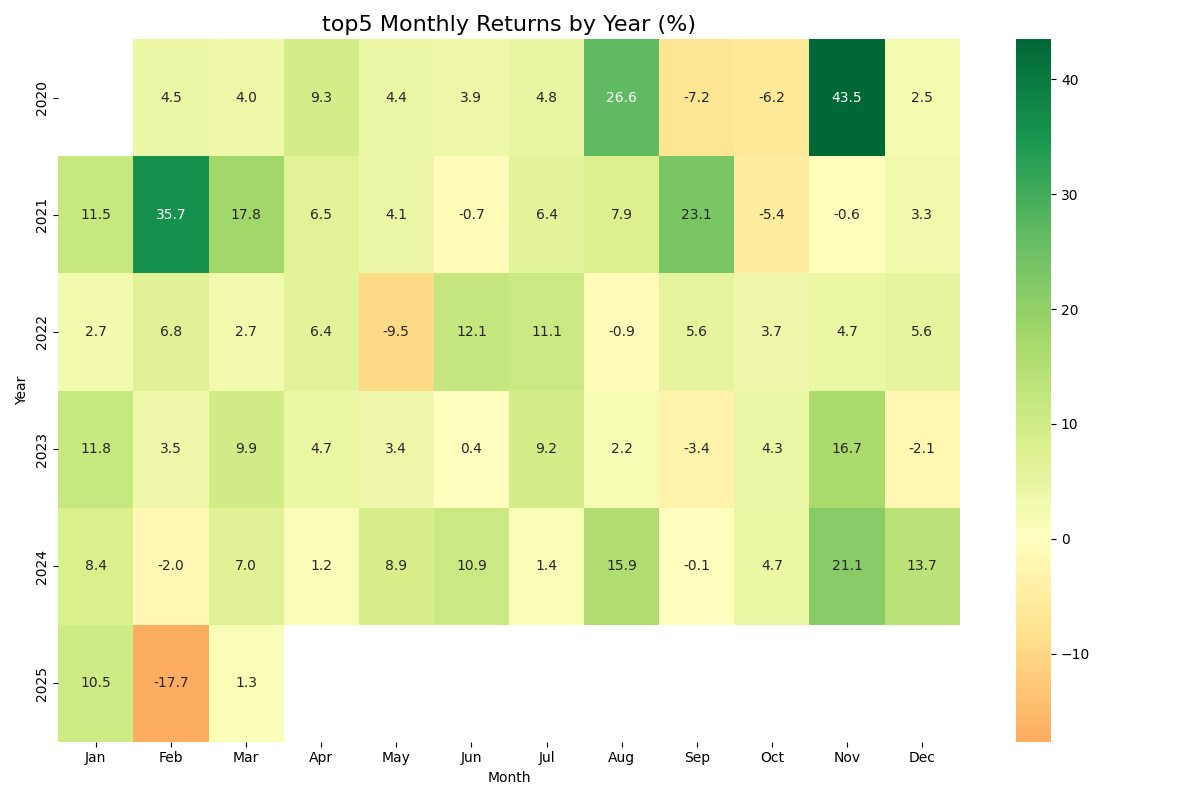 top5 Monthly Returns by Year (%)
2020 4.5 4.0 9.3 4.4 3.9 4.8 26.6 -7.2 -6.2 43.5 2.5
2021 11.5 35.7 17.8 6.5 4.1 -0.7 6.4 7.9 23.1 -5.4 -0.6 3.3
2022 2.7 6.8 2.7 6.4 -9.5 12.1 11.1 -0.9 5.6 3.7 4.7 5.6
Year
2023 11.8 3.5 9.9 4.7 3.4 0.4 9.2 2.2 -3.4 4.3 16.7 -2.1
2024 8.4 -2.0 7.0 1.2 8.9 10.9 1.4 15.9 -0.1 4.7 21.1 13.7
2025 10.5 -17.7 1.3
Jan Feb Mar Apr May Jun Jul Aug Sep Oct Nov Dec
Month
40
30
20
10
0
−10